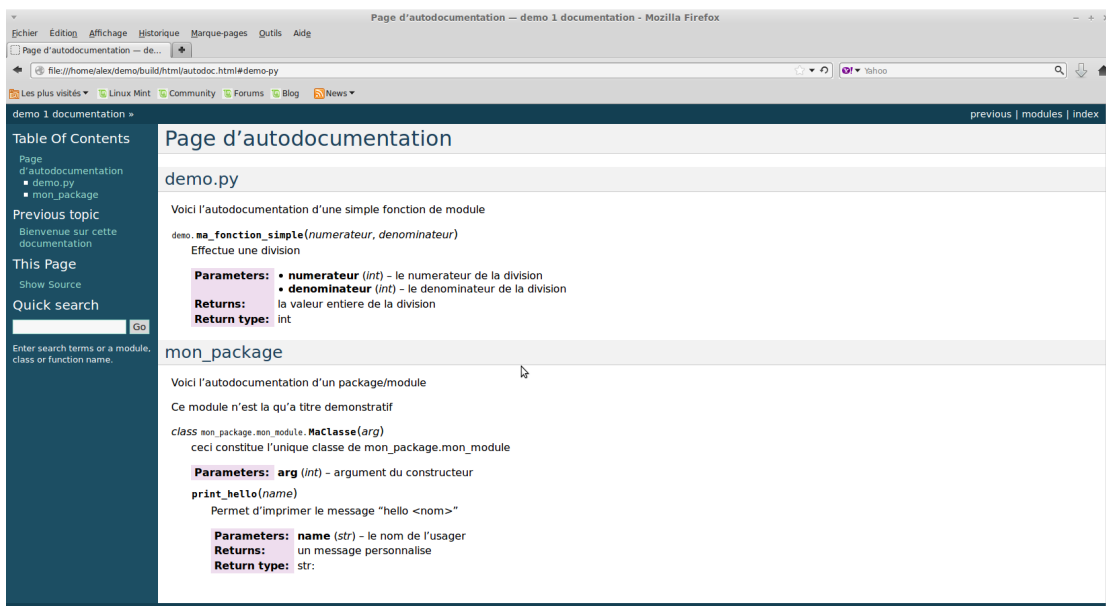 Page d'autodocumentation — demo 1 documentation - Mozilla Firefox
Fichier Édition Affichage Historique Marque-pages Outils Aide
Page d'autodocumentation — de...
file:///home/alex/demo/build/html/autodoc.html#demo-py
Yahoo
Les plus visités Linux Mint Community Forums Blog News
demo 1 documentation »
previous | modules | index
Table Of Contents
Page
d'autodocumentation
demo.py
mon_package
Previous topic
Bienvenue sur cette
documentation
This Page
Show Source
Quick search
Go
Enter search terms or a module,
class or function name.
Page d'autodocumentation
demo.py
Voici l'autodocumentation d'une simple fonction de module
demo.ma_fonction_simple(numerateur, denominateur)
Effectue une division
Parameters: • numerateur (int) – le numerateur de la division
• denominateur (int) – le denominateur de la division
Returns: la valeur entiere de la division
Return type: int
mon_package
Voici l'autodocumentation d'un package/module
Ce module n'est la qu'a titre demonstratif
class mon_package.mon_module.MaClasse(arg)
ceci constitue l'unique classe de mon_package.mon_module
Parameters: arg (int) – argument du constructeur
print_hello(name)
Permet d'imprimer le message "hello <nom>"
Parameters: name (str) – le nom de l'usager
Returns: un message personnalise
Return type: str: